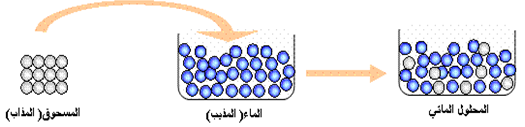 المسحوق( المذاب)
الماء( المذيب)
المحلول المائي